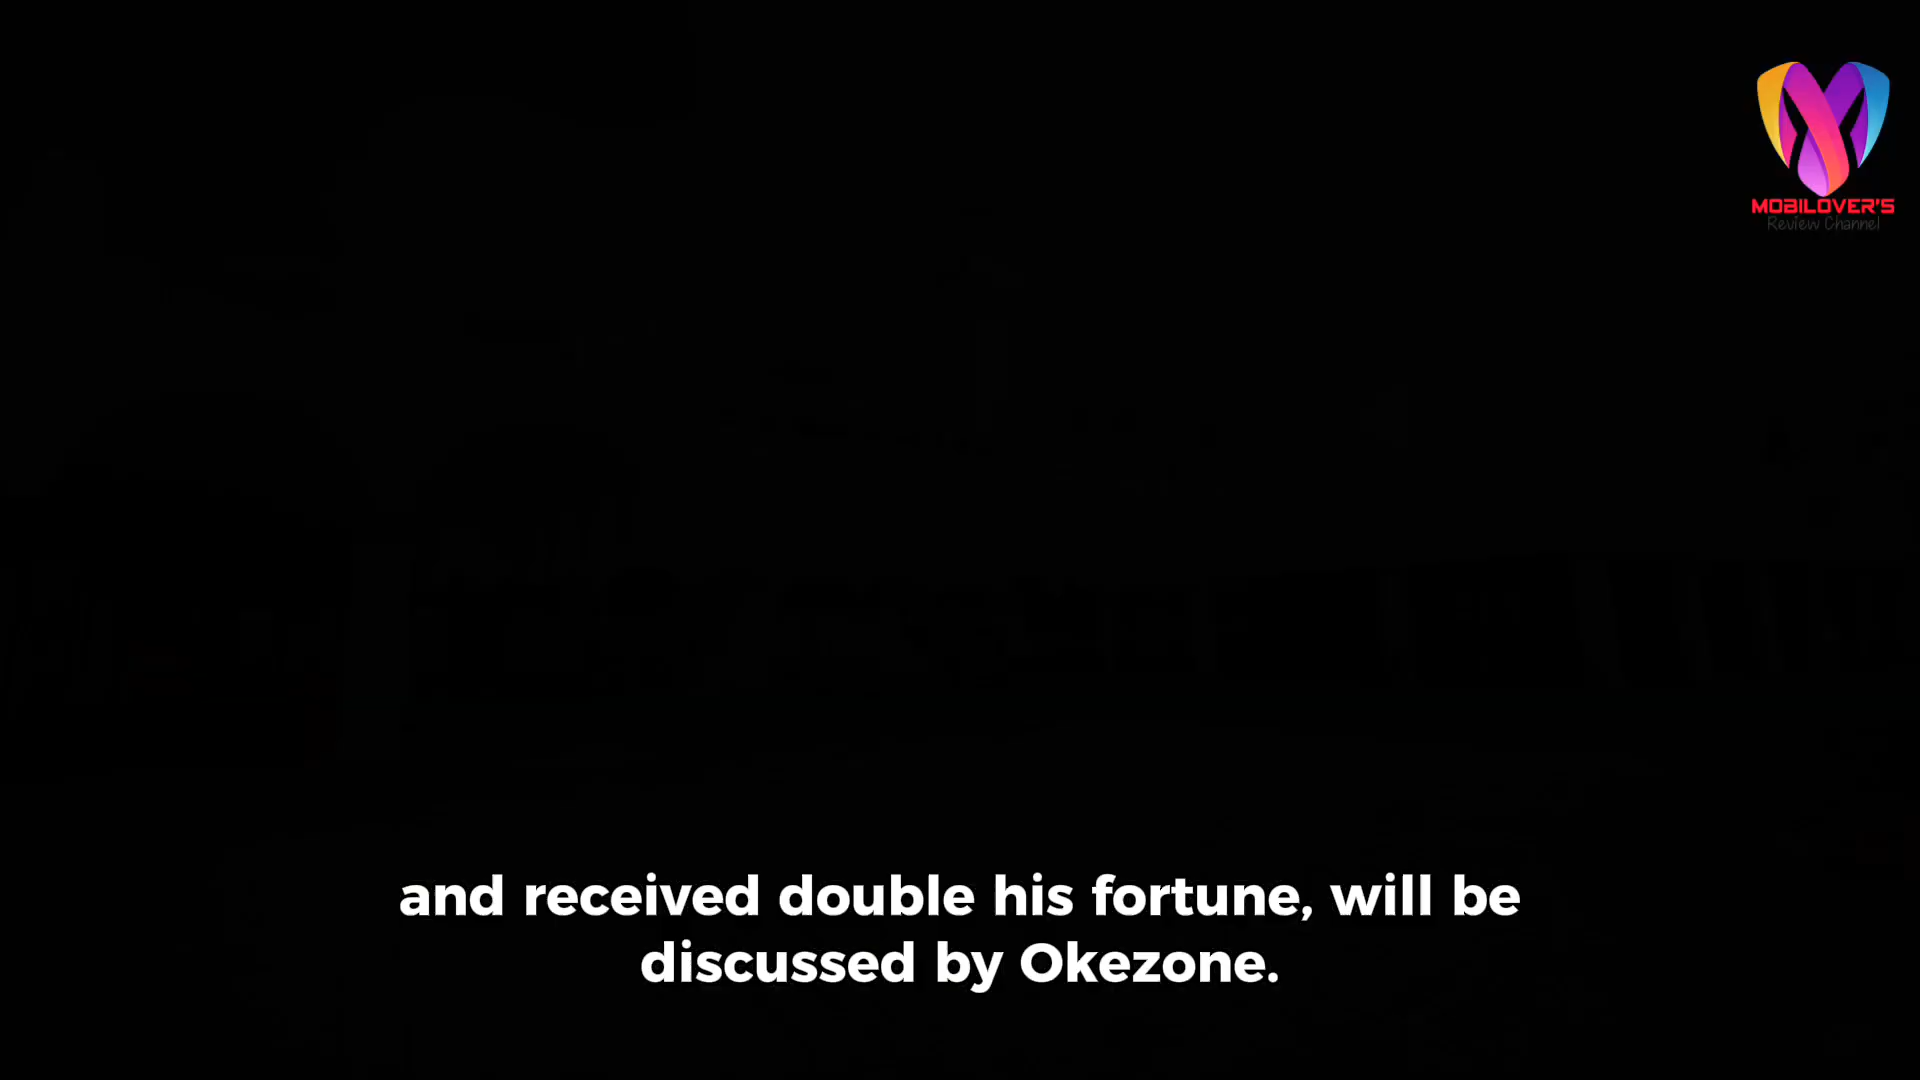 MOBILOVER'S
Review Channel
and received double his fortune, will be
discussed by Okezone.